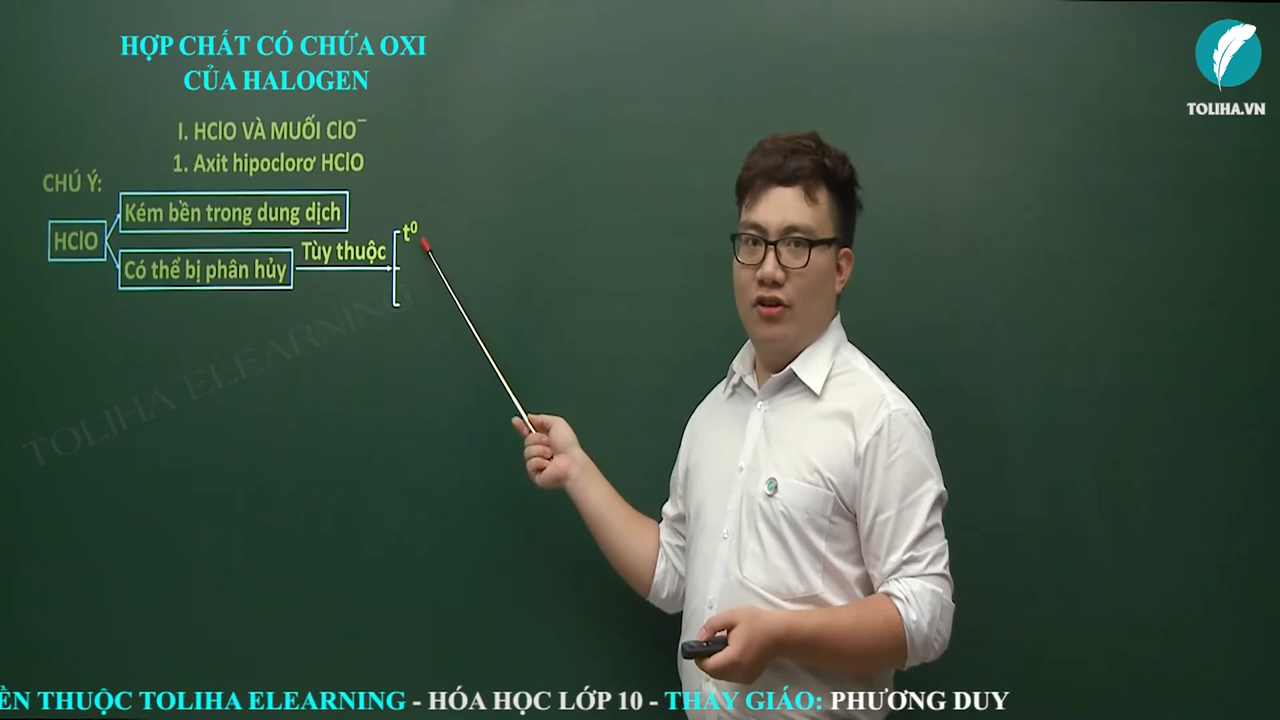 HỢP CHẤT CÓ CHỨA OXI
CỦA HALOGEN
TOLIHA.VN
I. HClO VÀ MUỐI ClO⁻
1. Axit hipoclorơ HClO
CHÚ Ý:
Kém bền trong dung dịch
HClO
Có thể bị phân hủy
Tùy thuộc
t⁰
TOLIHA ELEARNING
ỀN THUỘC TOLIHA ELEARNING - HÓA HỌC LỚP 10 - THẦY GIÁO: PHƯƠNG DUY